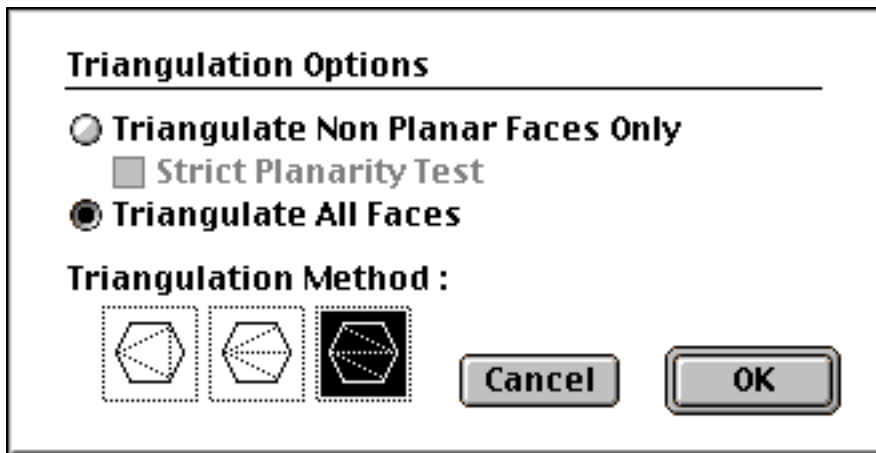 Triangulation Options
Triangulate Non Planar Faces Only
Strict Planarity Test
Triangulate All Faces
Triangulation Method :
Cancel OK